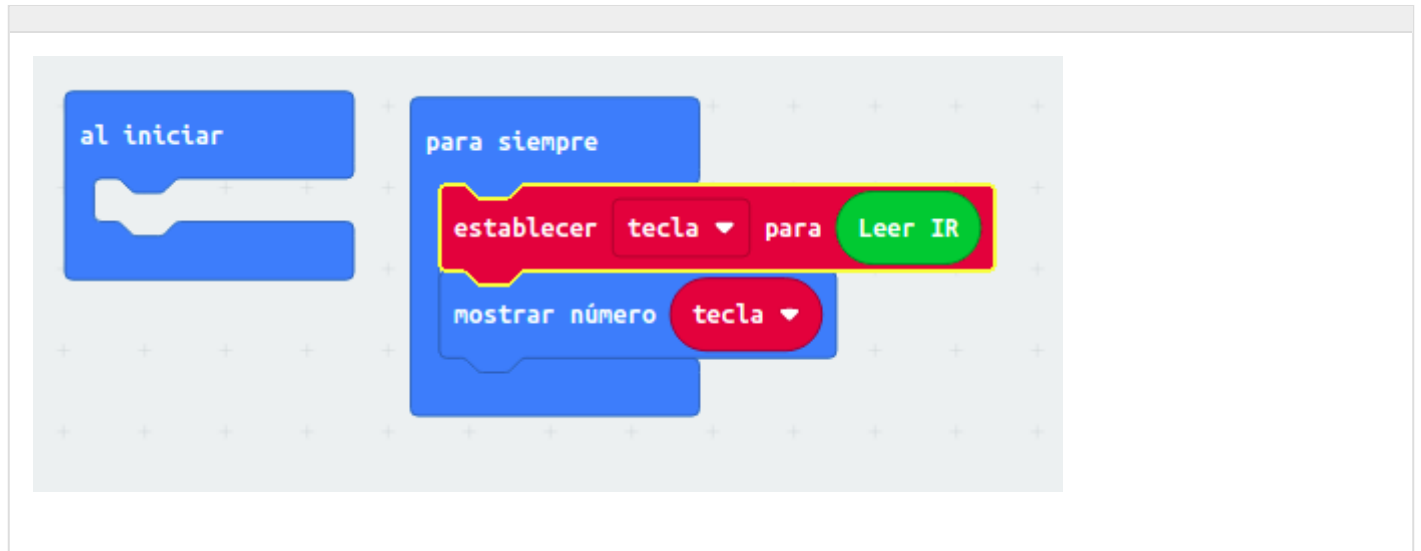 al iniciar
para siempre
establecer tecla para Leer IR
mostrar número tecla